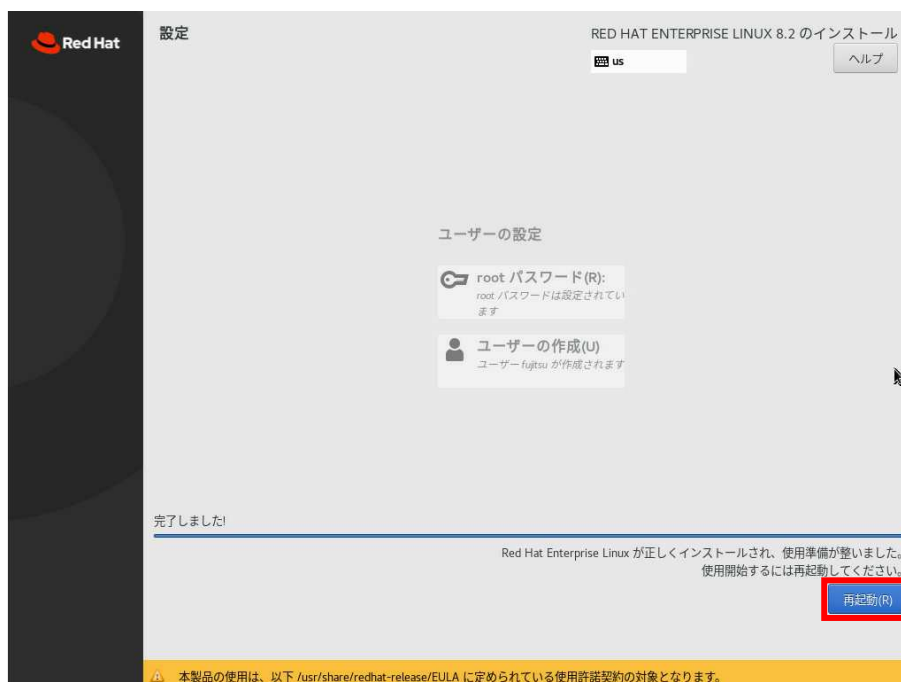 Red Hat
設定
RED HAT ENTERPRISE LINUX 8.2 のインストール
us
ヘルプ
ユーザーの設定
root パスワード(R):
root パスワードは設定されてい
ます
ユーザーの作成(U)
ユーザー fujitsu が作成されます
完了しました!
Red Hat Enterprise Linux が正しくインストールされ、使用準備が整いました。
使用開始するには再起動してください。
再起動(R)
本製品の使用は、以下 /usr/share/redhat-release/EULA に定められている使用許諾契約の対象となります。